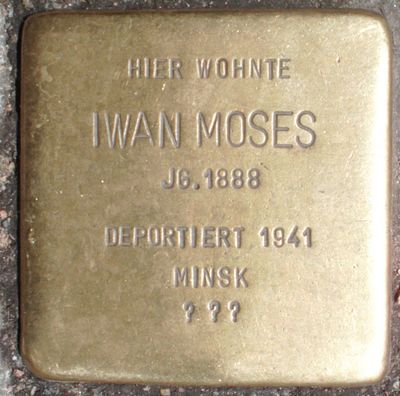 HIER WOHNTE
IWAN MOSES
JG. 1888
DEPORTIERT 1941
MINSK
???